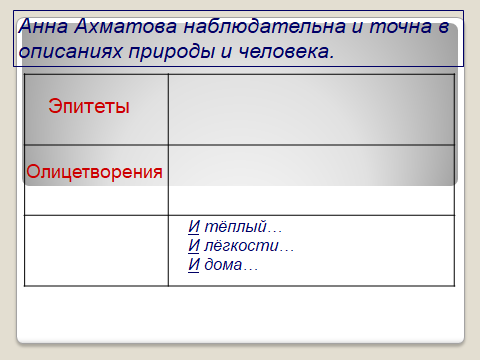 Анна Ахматова наблюдательна и точна в
описаниях природы и человека.
Эпитеты
Олицетворения
И тёплый…
И лёгкости…
И дома…